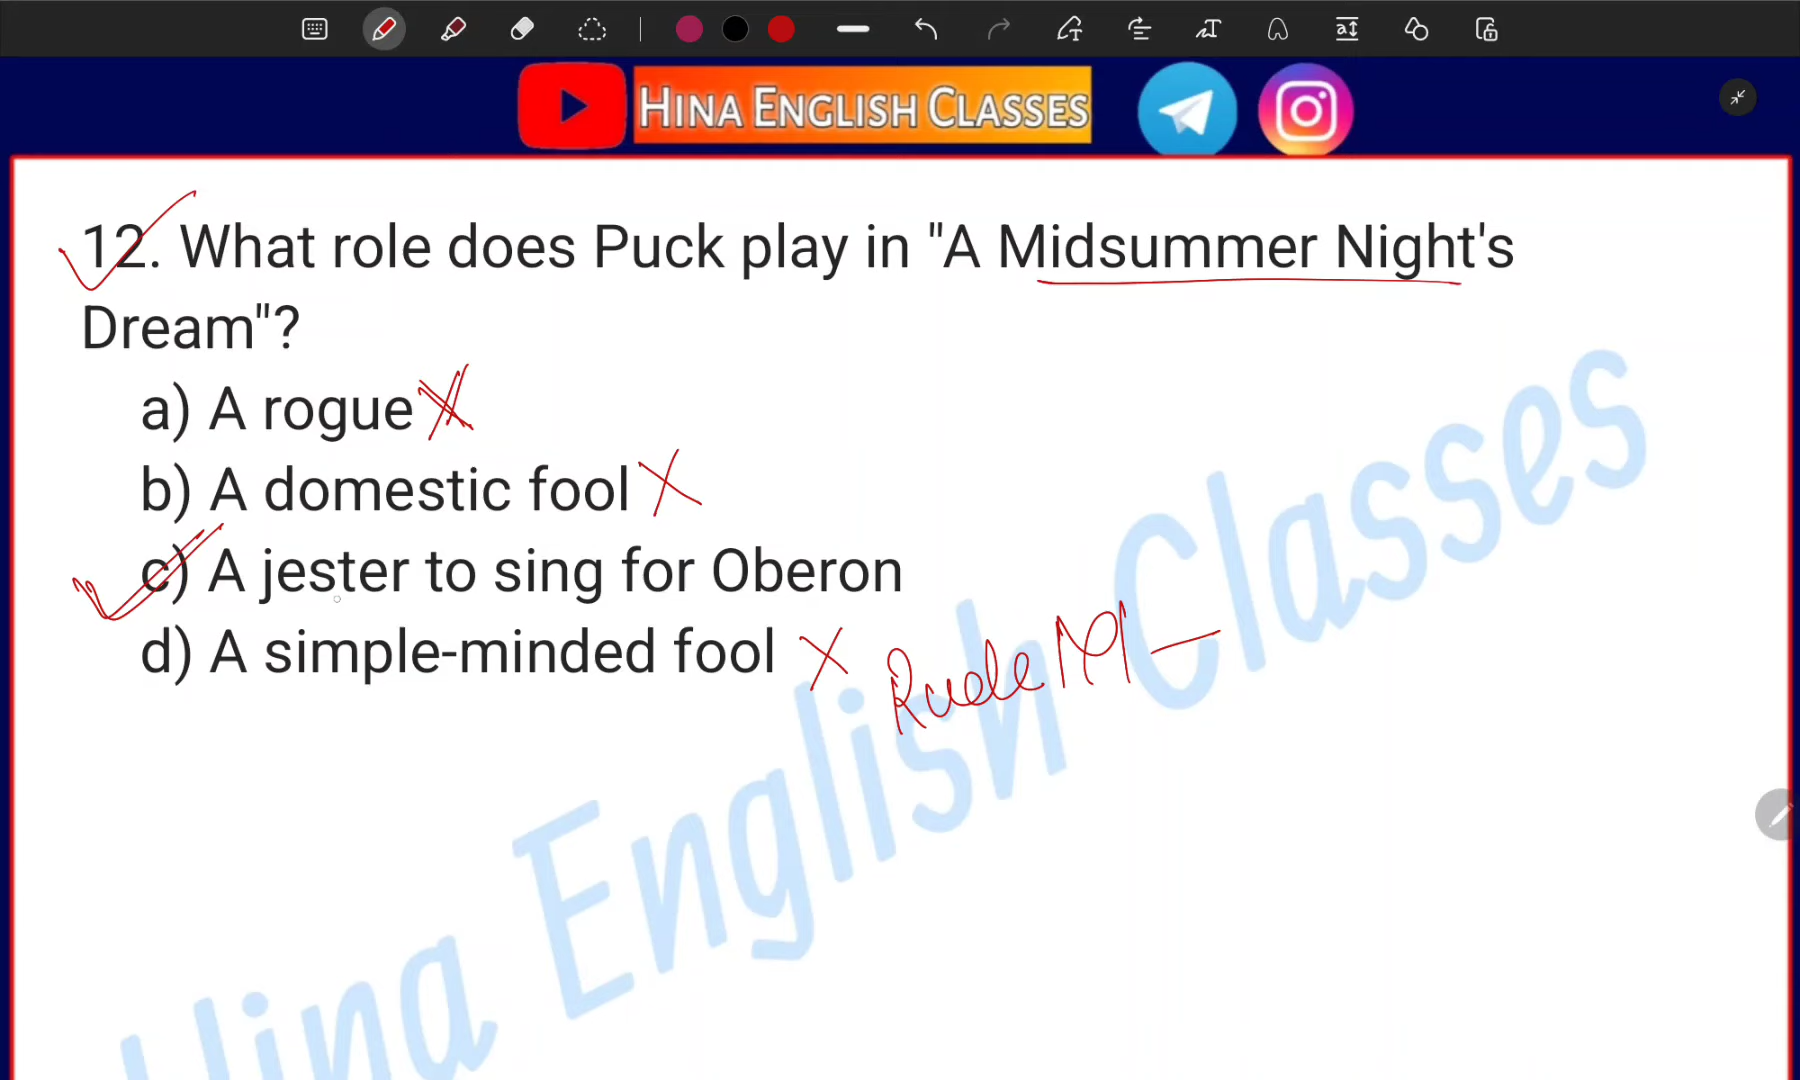 HINA ENGLISH CLASSES
12. What role does Puck play in "A Midsummer Night's
Dream"?
a) A rogue
b) A domestic fool
c) A jester to sing for Oberon
d) A simple-minded fool
Rude M
Hina English Classes